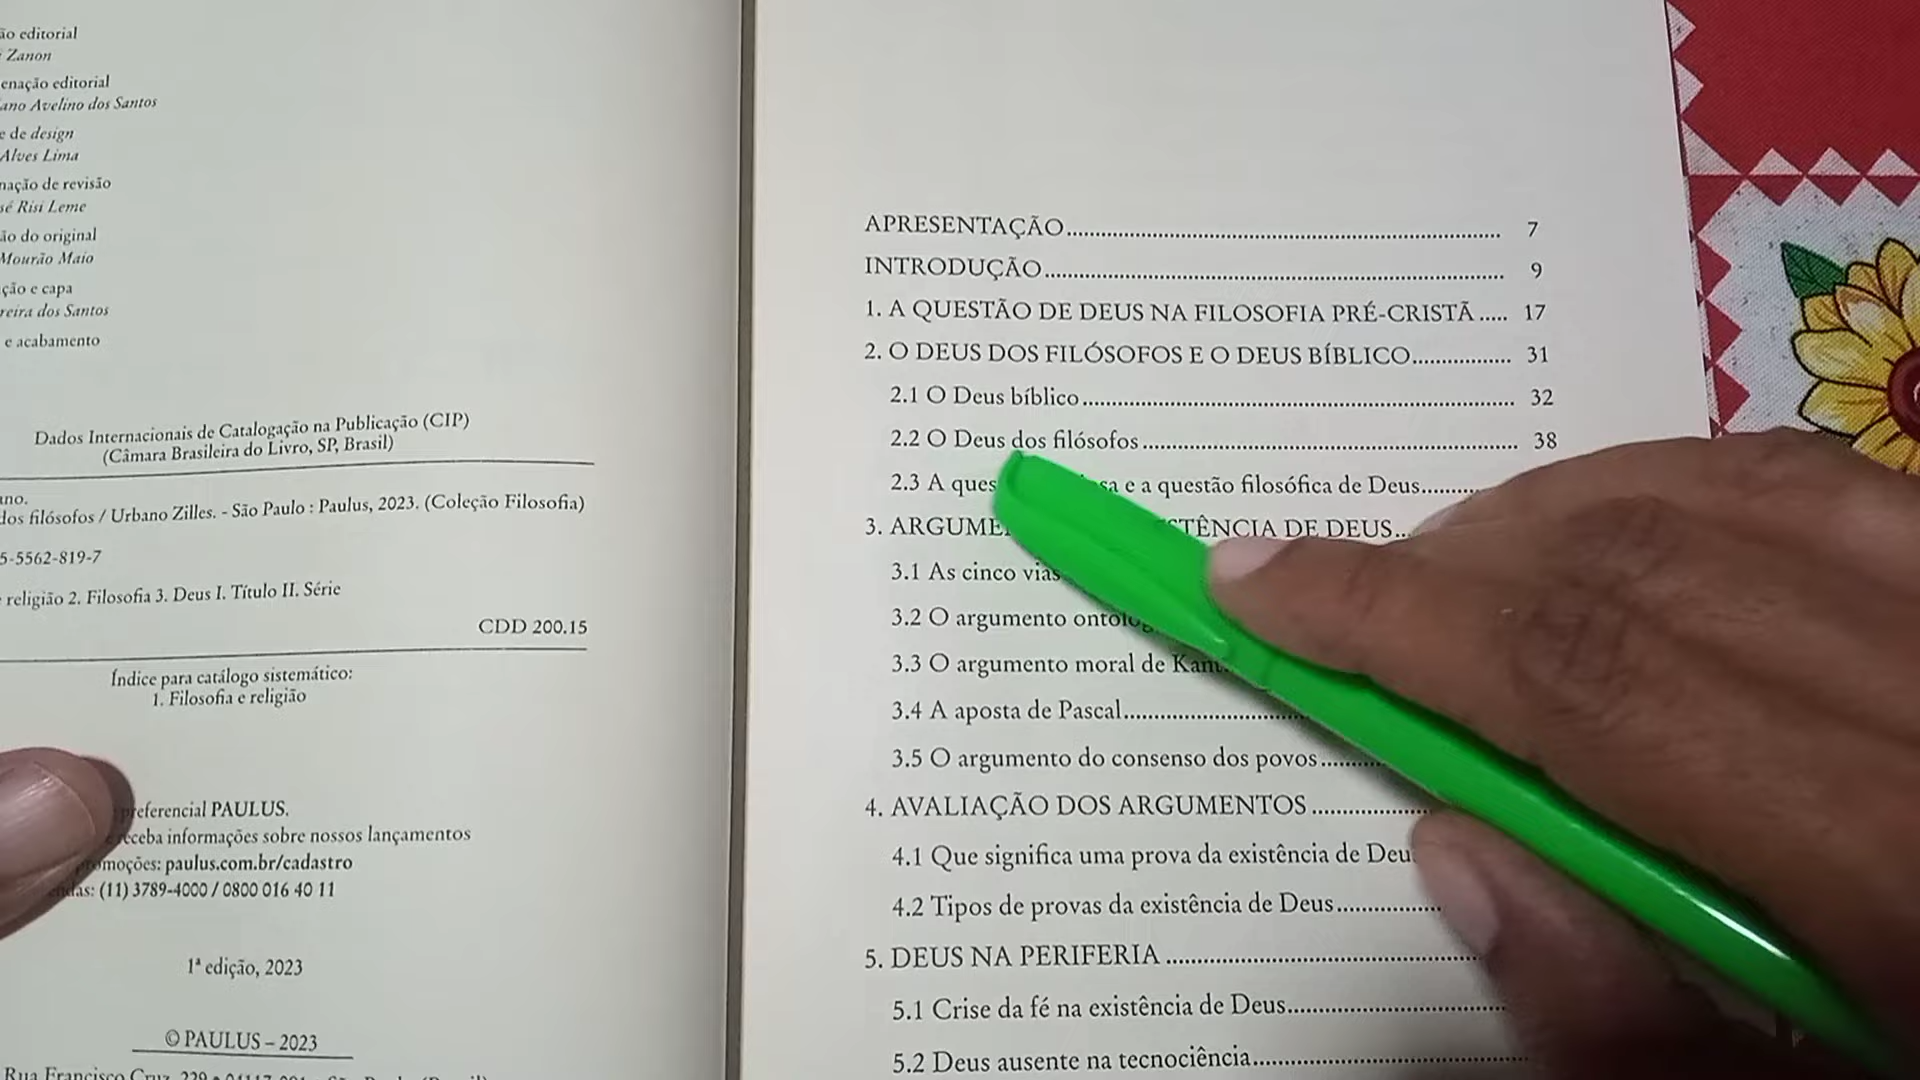 ão editorial
Zanon
enação editorial
ano Avelino dos Santos
e de design
Alves Lima
nação de revisão
sé Risi Leme
ão do original
Mourão Maio
ção e capa
reira dos Santos
e acabamento
Dados Internacionais de Catalogação na Publicação (CIP)
(Câmara Brasileira do Livro, SP, Brasil)
ano.
dos filósofos / Urbano Zilles. - São Paulo : Paulus, 2023. (Coleção Filosofia)
5-5562-819-7
religião 2. Filosofia 3. Deus I. Título II. Série
CDD 200.15
Índice para catálogo sistemático:
1. Filosofia e religião
preferencial PAULUS.
receba informações sobre nossos lançamentos
omoções: paulus.com.br/cadastro
endas: (11) 3789-4000 / 0800 016 40 11
1ª edição, 2023
© PAULUS – 2023
Rua Francisco Cruz, 229
APRESENTAÇÃO 7
INTRODUÇÃO 9
1. A QUESTÃO DE DEUS NA FILOSOFIA PRÉ-CRISTÃ 17
2. O DEUS DOS FILÓSOFOS E O DEUS BÍBLICO 31
2.1 O Deus bíblico 32
2.2 O Deus dos filósofos 38
2.3 A ques sa e a questão filosófica de Deus
3. ARGUME STÊNCIA DE DEUS
3.1 As cinco vias
3.2 O argumento ontológ
3.3 O argumento moral de Kant
3.4 A aposta de Pascal
3.5 O argumento do consenso dos povos
4. AVALIAÇÃO DOS ARGUMENTOS
4.1 Que significa uma prova da existência de Deu
4.2 Tipos de provas da existência de Deus
5. DEUS NA PERIFERIA
5.1 Crise da fé na existência de Deus
5.2 Deus ausente na tecnociência